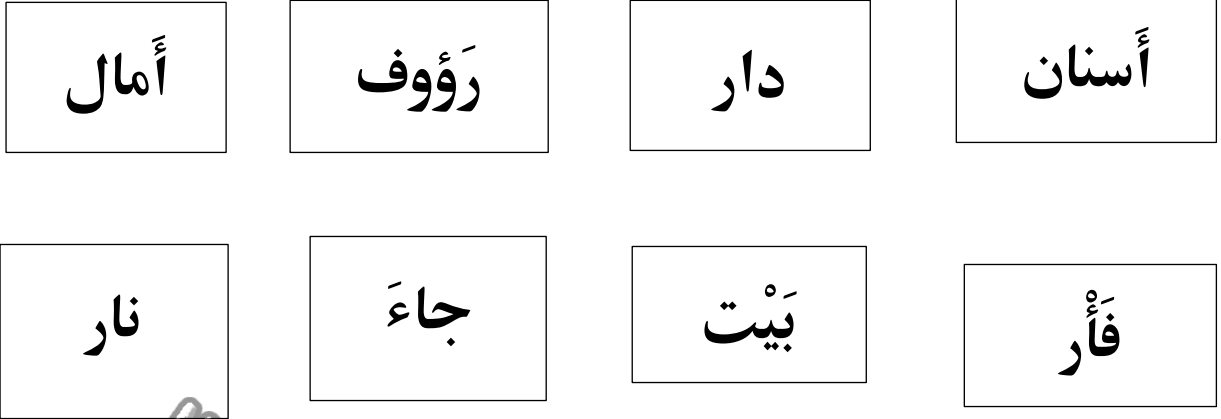 أَسنان
دار
رَؤوف
أَمال
فَأْر
بَيْت
جاءَ
نار